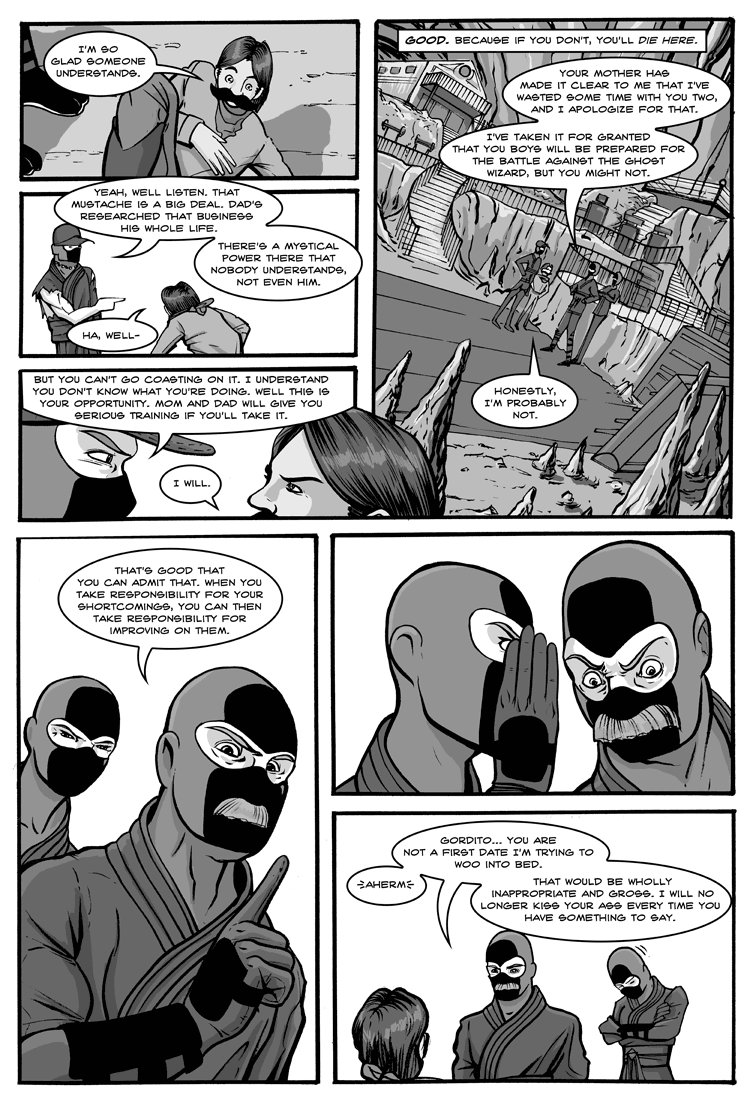 I'M SO
GLAD SOMEONE
UNDERSTANDS.
YEAH, WELL LISTEN. THAT
MUSTACHE IS A BIG DEAL. DAD'S
RESEARCHED THAT BUSINESS
HIS WHOLE LIFE.
THERE'S A MYSTICAL
POWER THERE THAT
NOBODY UNDERSTANDS,
NOT EVEN HIM.
HA, WELL-
BUT YOU CAN'T GO COASTING ON IT. I UNDERSTAND
YOU DON'T KNOW WHAT YOU'RE DOING. WELL THIS IS
YOUR OPPORTUNITY. MOM AND DAD WILL GIVE YOU
SERIOUS TRAINING IF YOU'LL TAKE IT.
I WILL.
GOOD. BECAUSE IF YOU DON'T, YOU'LL DIE HERE.
YOUR MOTHER HAS
MADE IT CLEAR TO ME THAT I'VE
WASTED SOME TIME WITH YOU TWO,
AND I APOLOGIZE FOR THAT.
I'VE TAKEN IT FOR GRANTED
THAT YOU BOYS WILL BE PREPARED FOR
THE BATTLE AGAINST THE GHOST
WIZARD, BUT YOU MIGHT NOT.
HONESTLY,
I'M PROBABLY
NOT.
THAT'S GOOD THAT
YOU CAN ADMIT THAT. WHEN YOU
TAKE RESPONSIBILITY FOR YOUR
SHORTCOMINGS, YOU CAN THEN
TAKE RESPONSIBILITY FOR
IMPROVING ON THEM.
GORDITO... YOU ARE
NOT A FIRST DATE I'M TRYING TO
WOO INTO BED.
AHERM
THAT WOULD BE WHOLLY
INAPPROPRIATE AND GROSS. I WILL NO
LONGER KISS YOUR ASS EVERY TIME YOU
HAVE SOMETHING TO SAY.